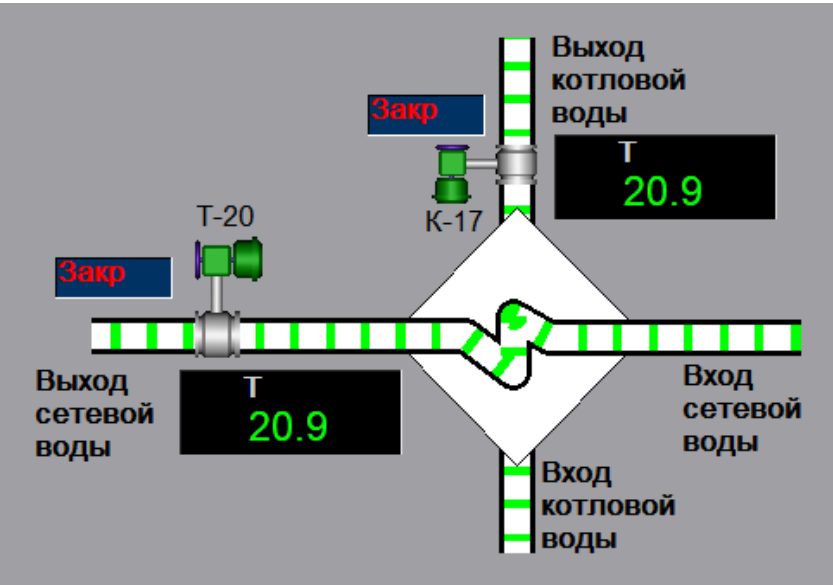 Выход
котловой
воды
Закр
Т
20.9
К-17
Т-20
Закр
Выход
сетевой
воды
Т
20.9
Вход
сетевой
воды
Вход
котловой
воды